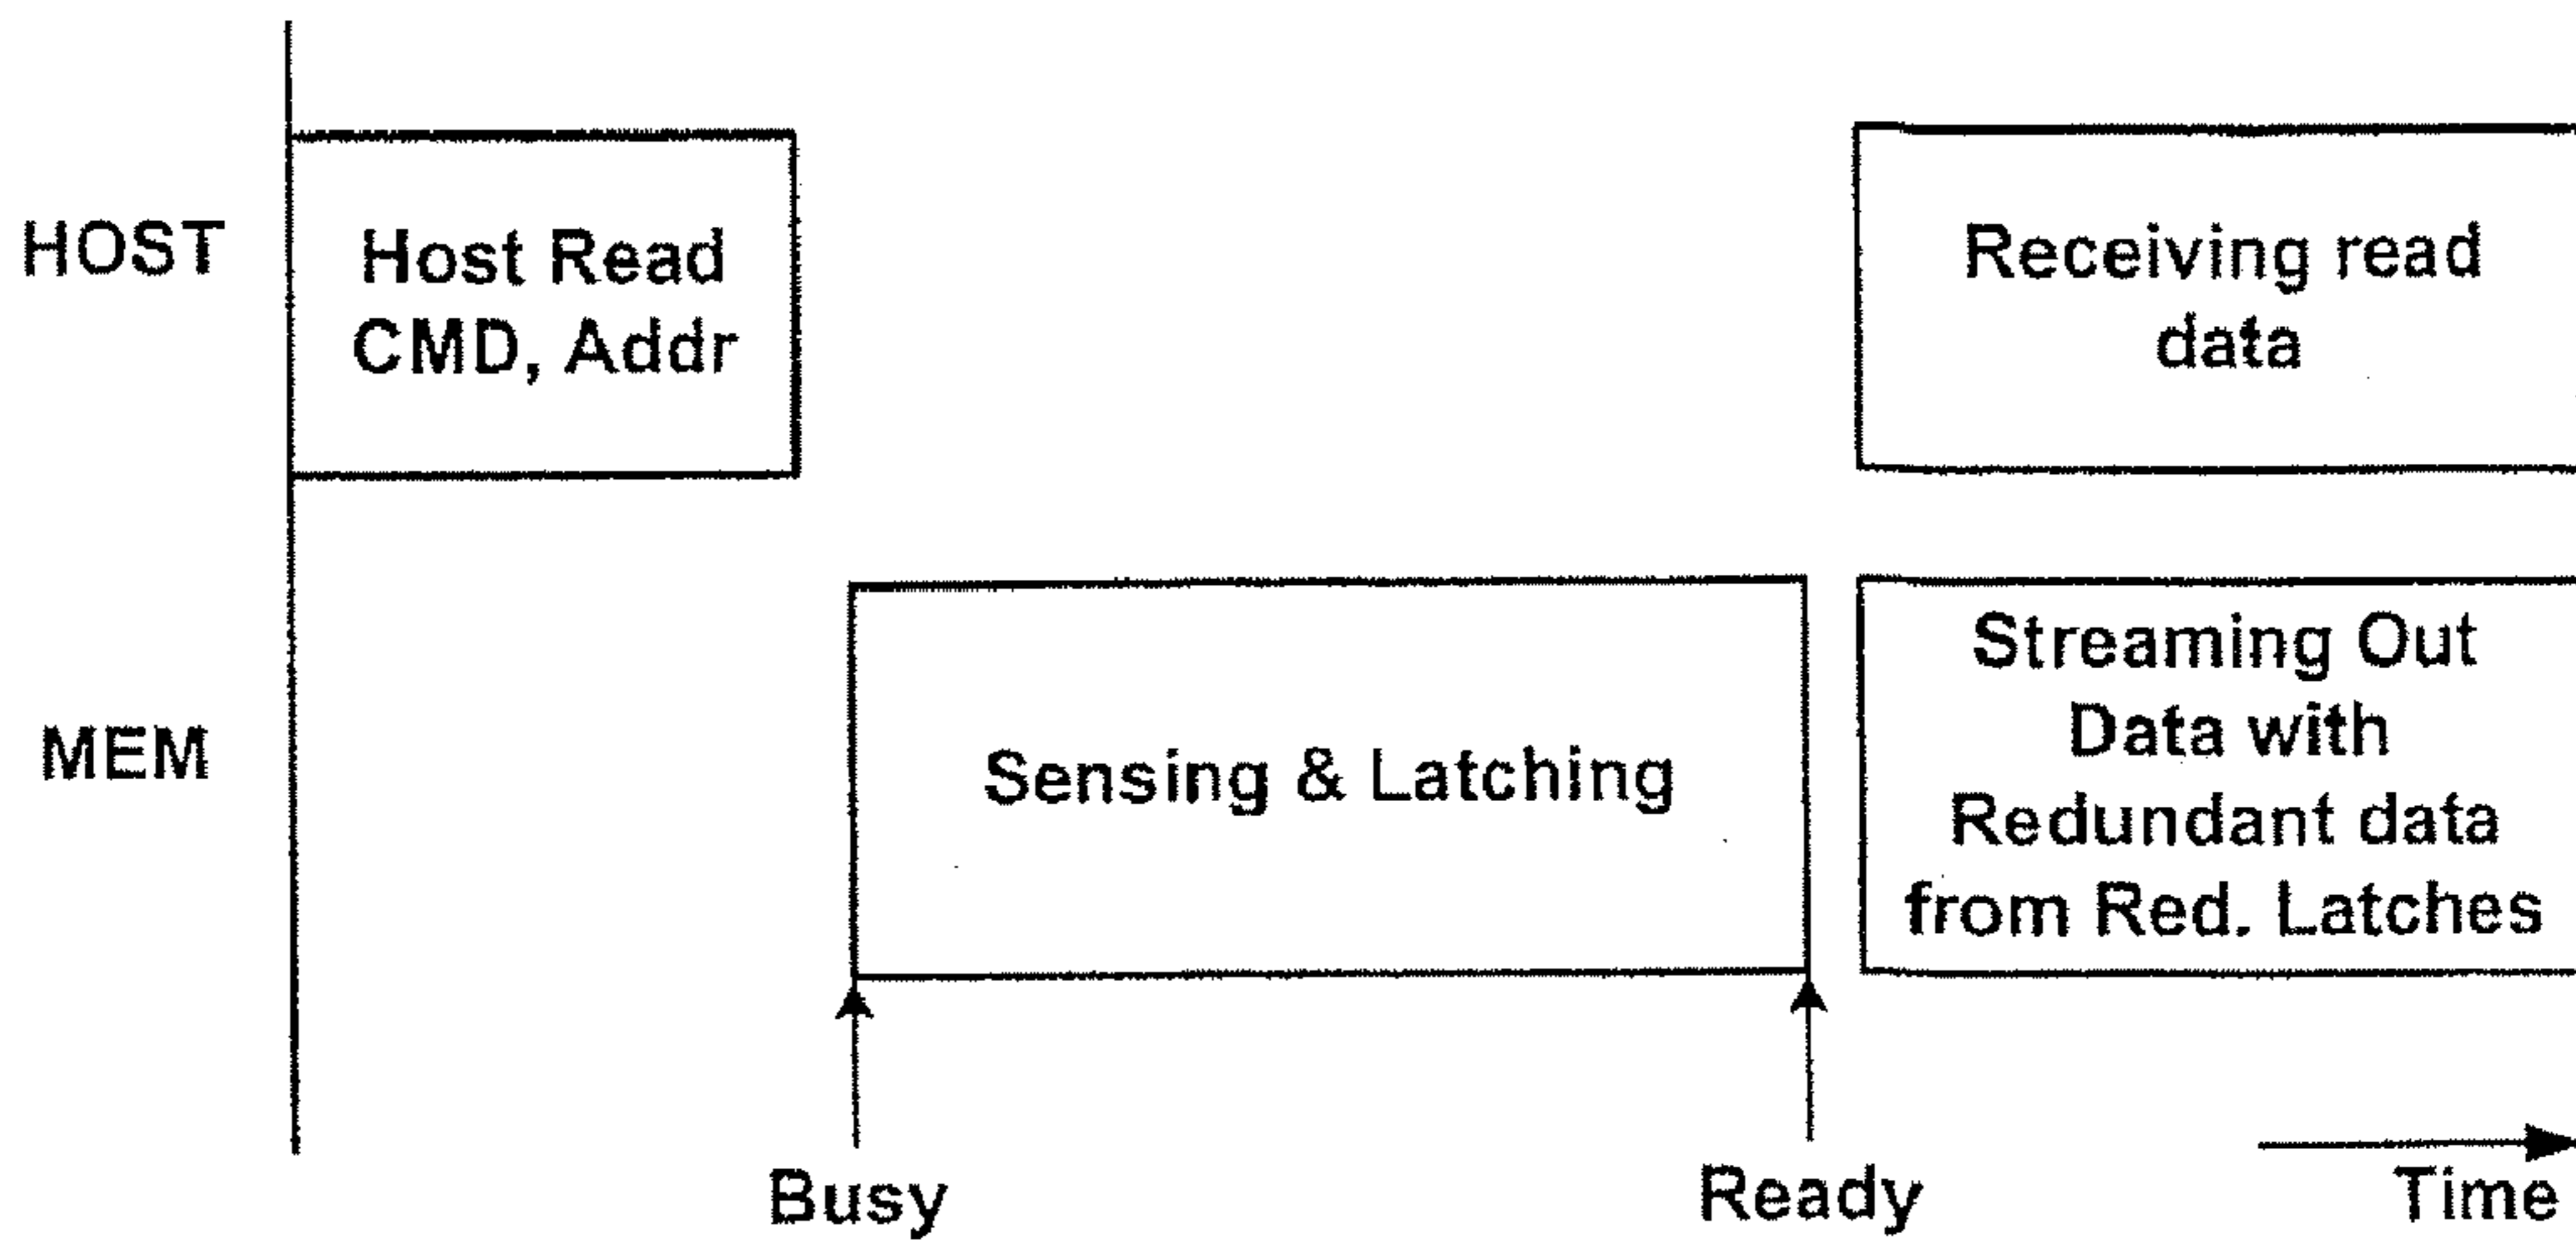 HOST
Host Read
CMD, Addr
Receiving read
data
MEM
Sensing & Latching
Streaming Out
Data with
Redundant data
from Red. Latches
Busy
Ready
Time